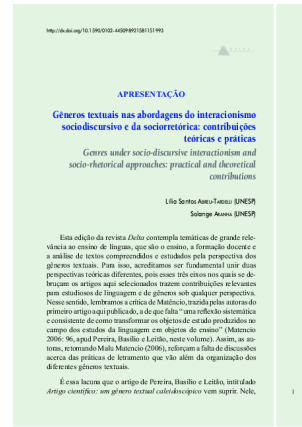 http://dx.doi.org/10.1590/0102-445098921581151993
APRESENTAÇÃO
Gêneros textuais nas abordagens do interacionismo
sociodiscursivo e da sociorretórica: contribuições
teóricas e práticas
Genres under socio-discursive interactionism and
socio-rhetorical approaches: practical and theoretical
contributions
Lília Santos Abreu-Tardelli (UNESP)
Solange Aranha (UNESP)
Esta edição da revista Delta contempla temáticas de grande rele-
vância ao ensino de línguas, que são o ensino, a formação docente e
a análise de textos compreendidos e estudados pela perspectiva dos
gêneros textuais. Para isso, acreditamos ser fundamental unir duas
perspectivas teóricas diferentes, pois esses três eixos nos quais se de-
bruçam os artigos aqui selecionados trazem contribuições relevantes
para estudiosos de linguagem e de gêneros sob qualquer perspectiva.
Nesse sentido, lembramos a crítica de Matêncio, trazida pelas autoras do
primeiro artigo aqui publicado, a de que falta “uma reflexão sistemática
e consistente de como transformar os objetos de estudo produzidos no
campo dos estudos da linguagem em objetos de ensino” (Matencio
2006: 96, apud Pereira, Basílio e Leitão, neste volume). Assim, as au-
toras, retomando Malu Matencio (2006), reforçam a falta de discussões
acerca das práticas de letramento que vão além da organização dos
diferentes gêneros textuais.
É essa lacuna que o artigo de Pereira, Basílio e Leitão, intitulado
Artigo científico: um gênero textual caleidoscópico vem suprir. Nele,
1